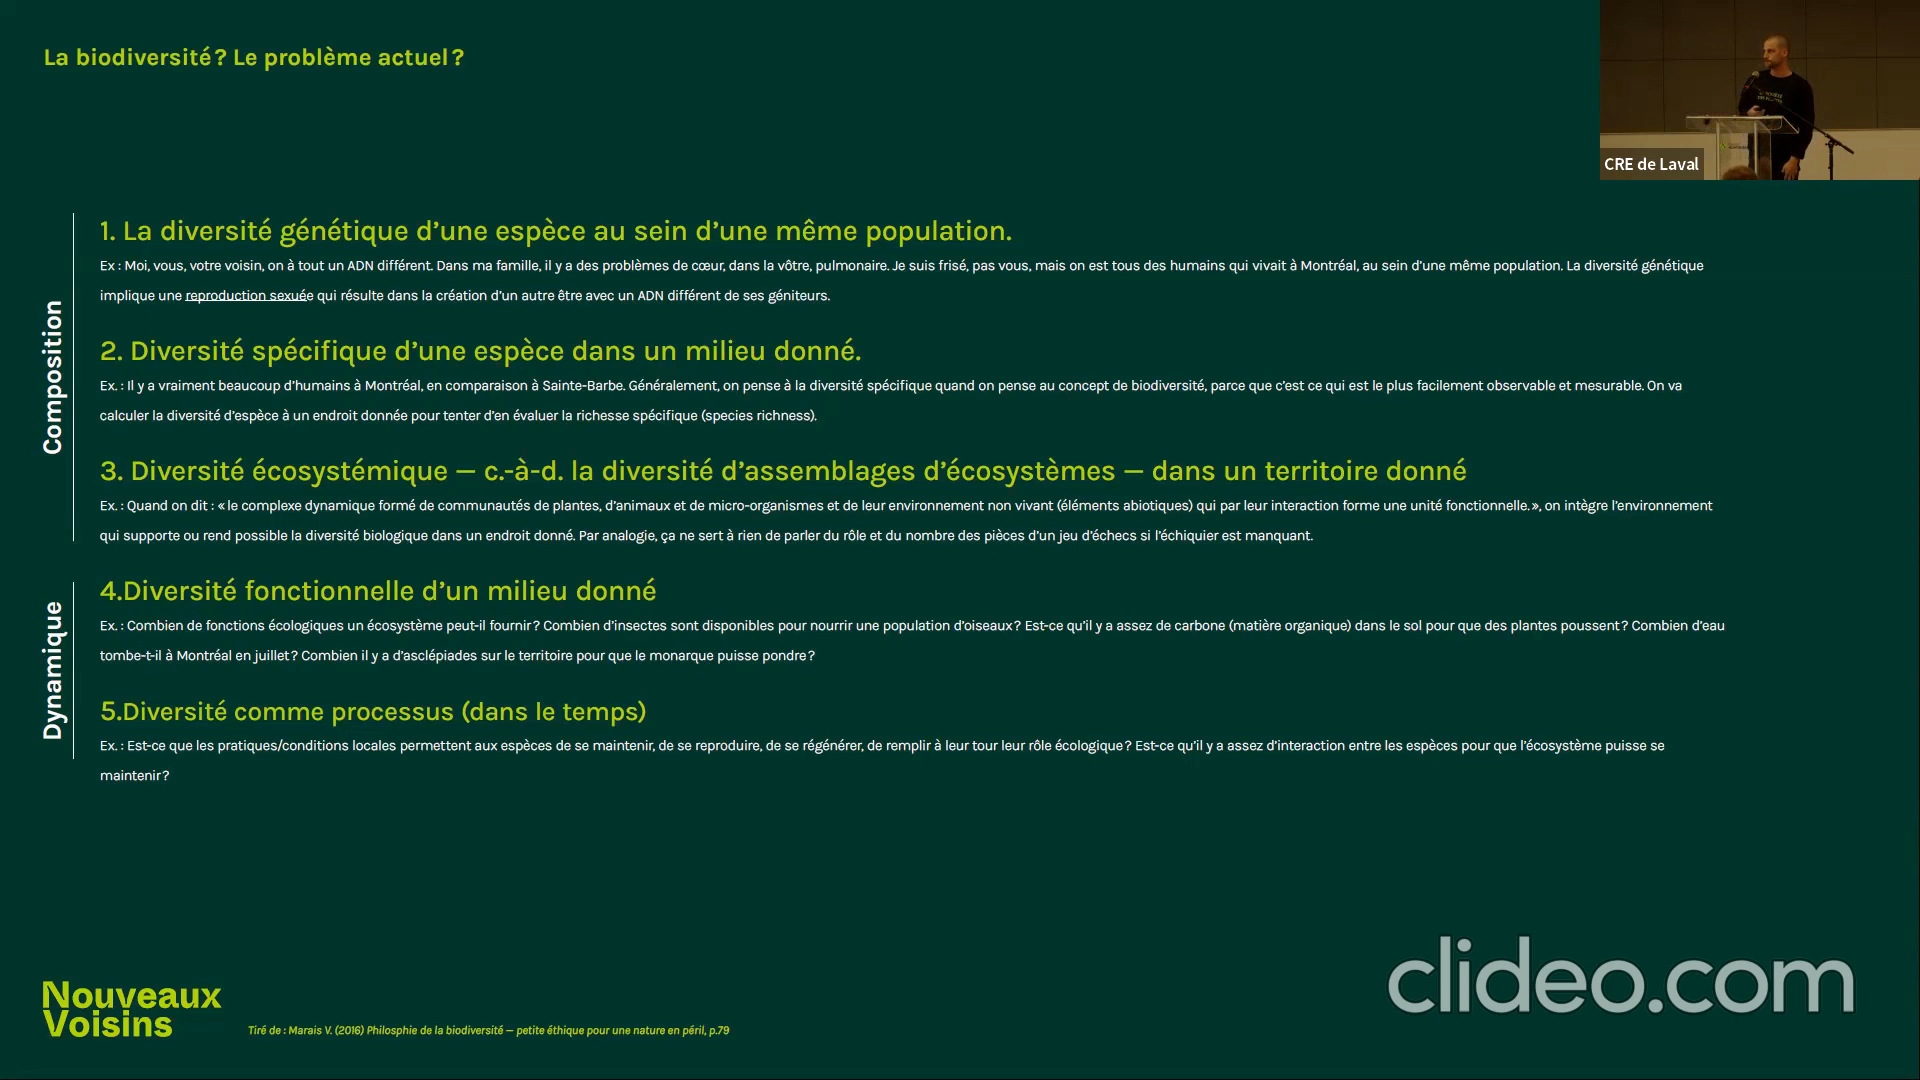 La biodiversité ? Le problème actuel ?
CRE de Laval
Composition
1. La diversité génétique d’une espèce au sein d’une même population.
Ex : Moi, vous, votre voisin, on à tout un ADN différent. Dans ma famille, il y a des problèmes de cœur, dans la vôtre, pulmonaire. Je suis frisé, pas vous, mais on est tous des humains qui vivait à Montréal, au sein d’une même population. La diversité génétique
implique une reproduction sexuée qui résulte dans la création d’un autre être avec un ADN différent de ses géniteurs.
2. Diversité spécifique d’une espèce dans un milieu donné.
Ex. : Il y a vraiment beaucoup d’humains à Montréal, en comparaison à Sainte-Barbe. Généralement, on pense à la diversité spécifique quand on pense au concept de biodiversité, parce que c’est ce qui est le plus facilement observable et mesurable. On va
calculer la diversité d’espèce à un endroit donnée pour tenter d’en évaluer la richesse spécifique (species richness).
3. Diversité écosystémique — c.-à-d. la diversité d’assemblages d’écosystèmes — dans un territoire donné
Ex. : Quand on dit : « le complexe dynamique formé de communautés de plantes, d’animaux et de micro-organismes et de leur environnement non vivant (éléments abiotiques) qui par leur interaction forme une unité fonctionnelle. », on intègre l’environnement
qui supporte ou rend possible la diversité biologique dans un endroit donné. Par analogie, ça ne sert à rien de parler du rôle et du nombre des pièces d’un jeu d’échecs si l’échiquier est manquant.
Dynamique
4.Diversité fonctionnelle d’un milieu donné
Ex. : Combien de fonctions écologiques un écosystème peut-il fournir ? Combien d’insectes sont disponibles pour nourrir une population d’oiseaux ? Est-ce qu’il y a assez de carbone (matière organique) dans le sol pour que des plantes poussent ? Combien d’eau
tombe-t-il à Montréal en juillet ? Combien il y a d’asclépiades sur le territoire pour que le monarque puisse pondre ?
5.Diversité comme processus (dans le temps)
Ex. : Est-ce que les pratiques/conditions locales permettent aux espèces de se maintenir, de se reproduire, de se régénérer, de remplir à leur tour leur rôle écologique ? Est-ce qu’il y a assez d’interaction entre les espèces pour que l’écosystème puisse se
maintenir ?
clideo.com
Nouveaux
Voisins
Tiré de : Marais V. (2016) Philosphie de la biodiversité — petite éthique pour une nature en péril, p.79